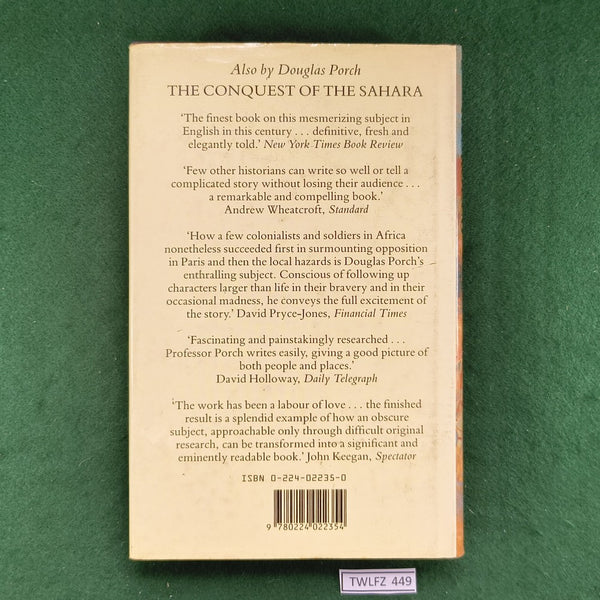 Also by Douglas Porch
THE CONQUEST OF THE SAHARA
‘The finest book on this mesmerizing subject in
English in this century . . . definitive, fresh and
elegantly told.’ New York Times Book Review
‘Few other historians can write so well or tell a
complicated story without losing their audience . . .
a remarkable and compelling book.’
Andrew Wheatcroft, Standard
‘How a few colonialists and soldiers in Africa
nonetheless succeeded first in surmounting opposition
in Paris and then the local hazards is Douglas Porch’s
enthralling subject. Conscious of following up
characters larger than life in their bravery and in their
occasional madness, he conveys the full excitement of
the story.’ David Pryce-Jones, Financial Times
‘Fascinating and painstakingly researched . . .
Professor Porch writes easily, giving a good picture of
both people and places.’
David Holloway, Daily Telegraph
‘The work has been a labour of love . . . the finished
result is a splendid example of how an obscure
subject, approachable only through difficult original
research, can be transformed into a significant and
eminently readable book.’ John Keegan, Spectator
ISBN 0-224-02235-0
9 780224 022354
TWLFZ 449